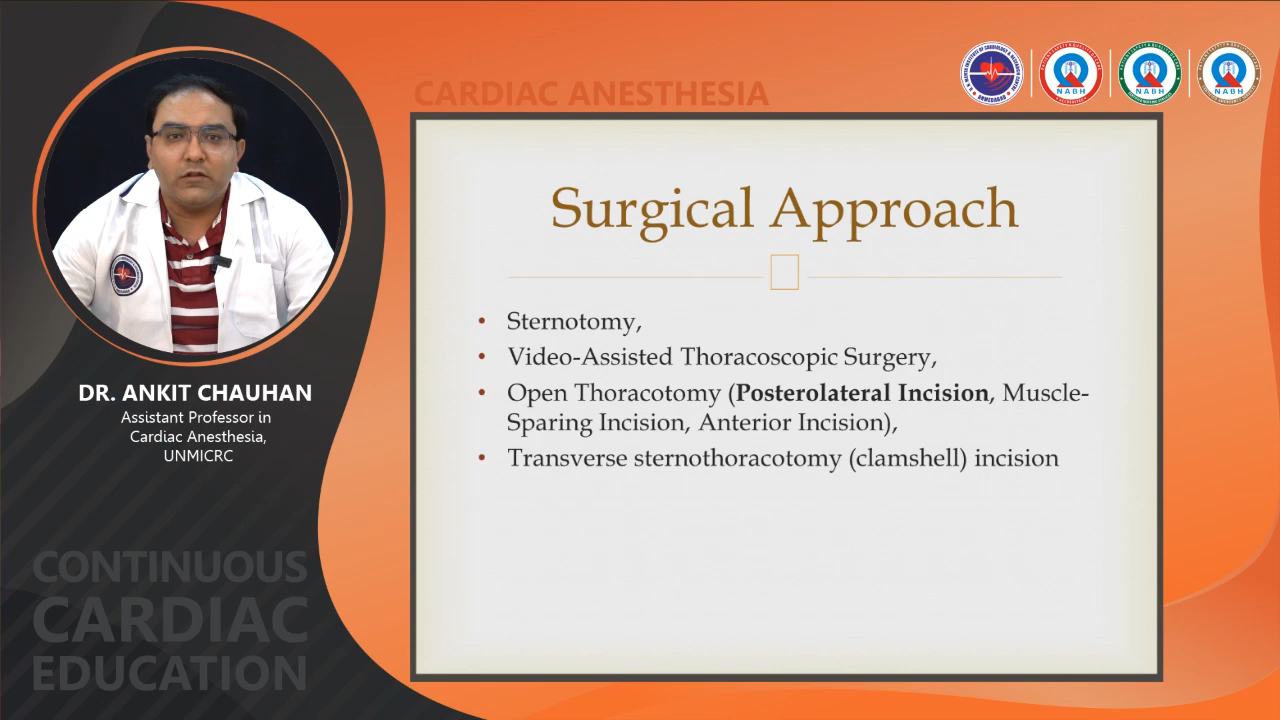 CARDIAC ANESTHESIA
NABH
NABH
NABH
Surgical Approach
• Sternotomy,
• Video-Assisted Thoracoscopic Surgery,
• Open Thoracotomy (Posterolateral Incision, Muscle-
Sparing Incision, Anterior Incision),
• Transverse sternothoracotomy (clamshell) incision
DR. ANKIT CHAUHAN
Assistant Professor in
Cardiac Anesthesia,
UNMICRC
CONTINUOUS
CARDIAC
EDUCATION